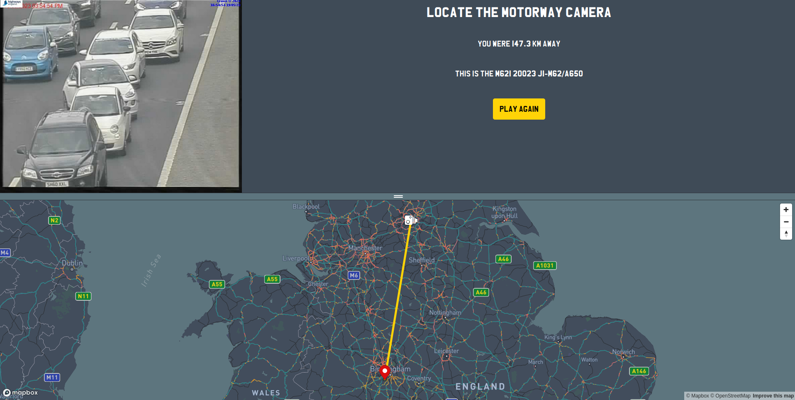 LOCATE THE MOTORWAY CAMERA
YOU WERE 147.3 KM AWAY
THIS IS THE M621 20023 J1-M62/A650
PLAY AGAIN
Blackpool
Kingston
upon Hull
N2
M4
Dublin
Irish Sea
Liverpool
Manchester
Sheffield
A46
A1031
A55
A55
M6
Chester
A46
N11
Nottingham
King's Lynn
Leicester
March
Norwich
Birmingham
Coventry
A146
M11
WALES
ENGLAND
mapbox
© Mapbox © OpenStreetMap Improve this map